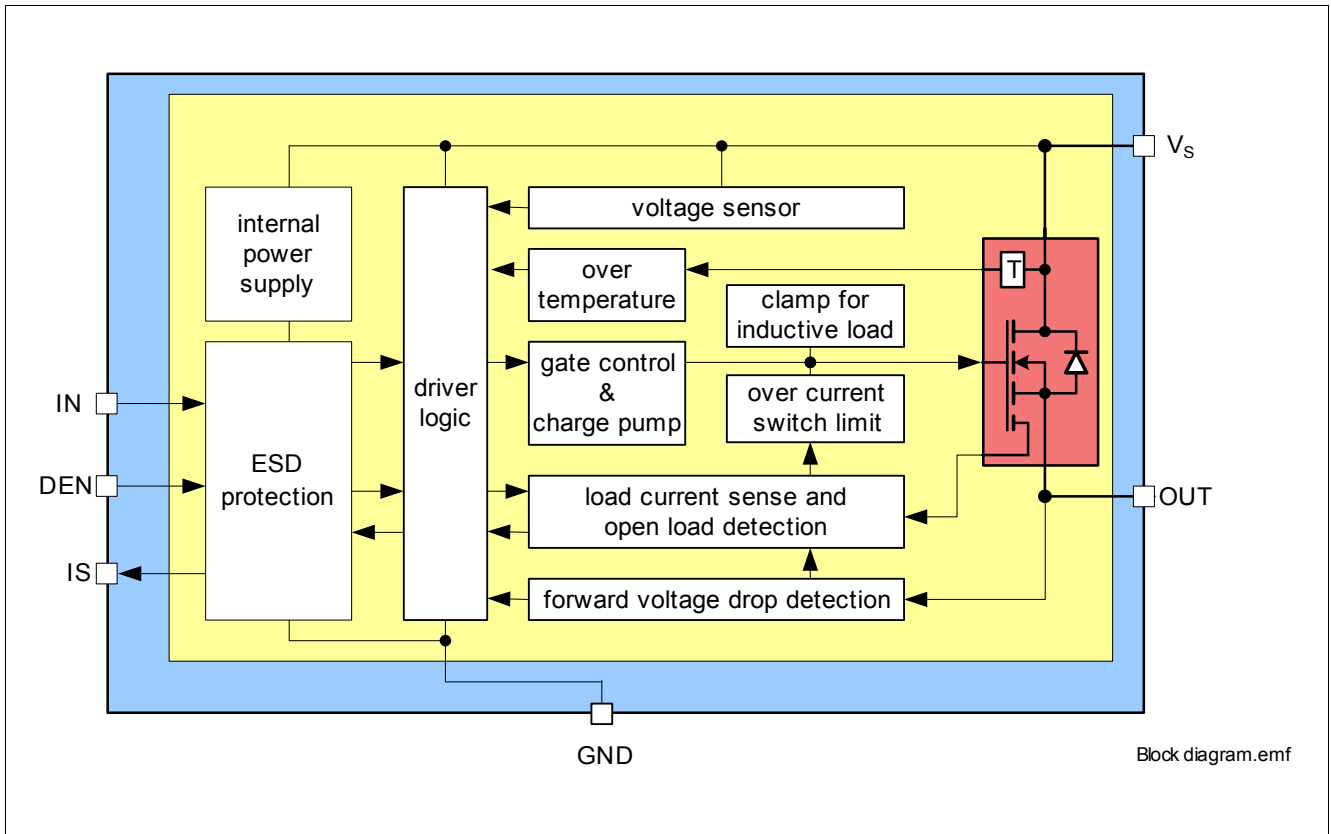 VS
internal
power
supply
voltage sensor
over
temperature
T
clamp for
inductive load
gate control
&
charge pump
driver
logic
over current
switch limit
IN
DEN
IS
ESD
protection
load current sense and
open load detection
OUT
forward voltage drop detection
GND
Block diagram.emf